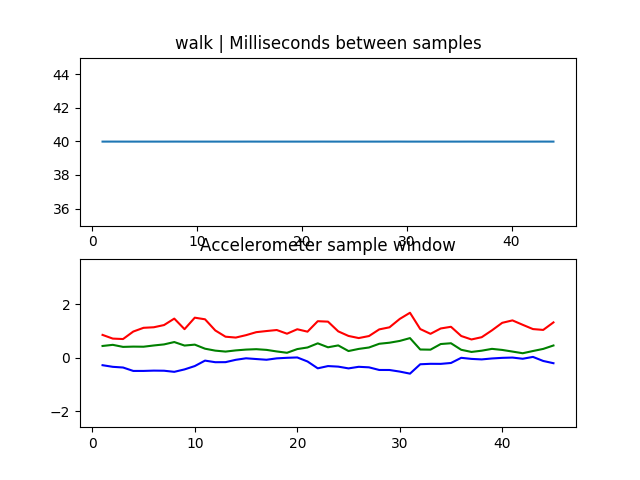 walk | Milliseconds between samples
44
42
40
38
36
0 10 20 30 40
Accelerometer sample window
2
0
−2
0 10 20 30 40